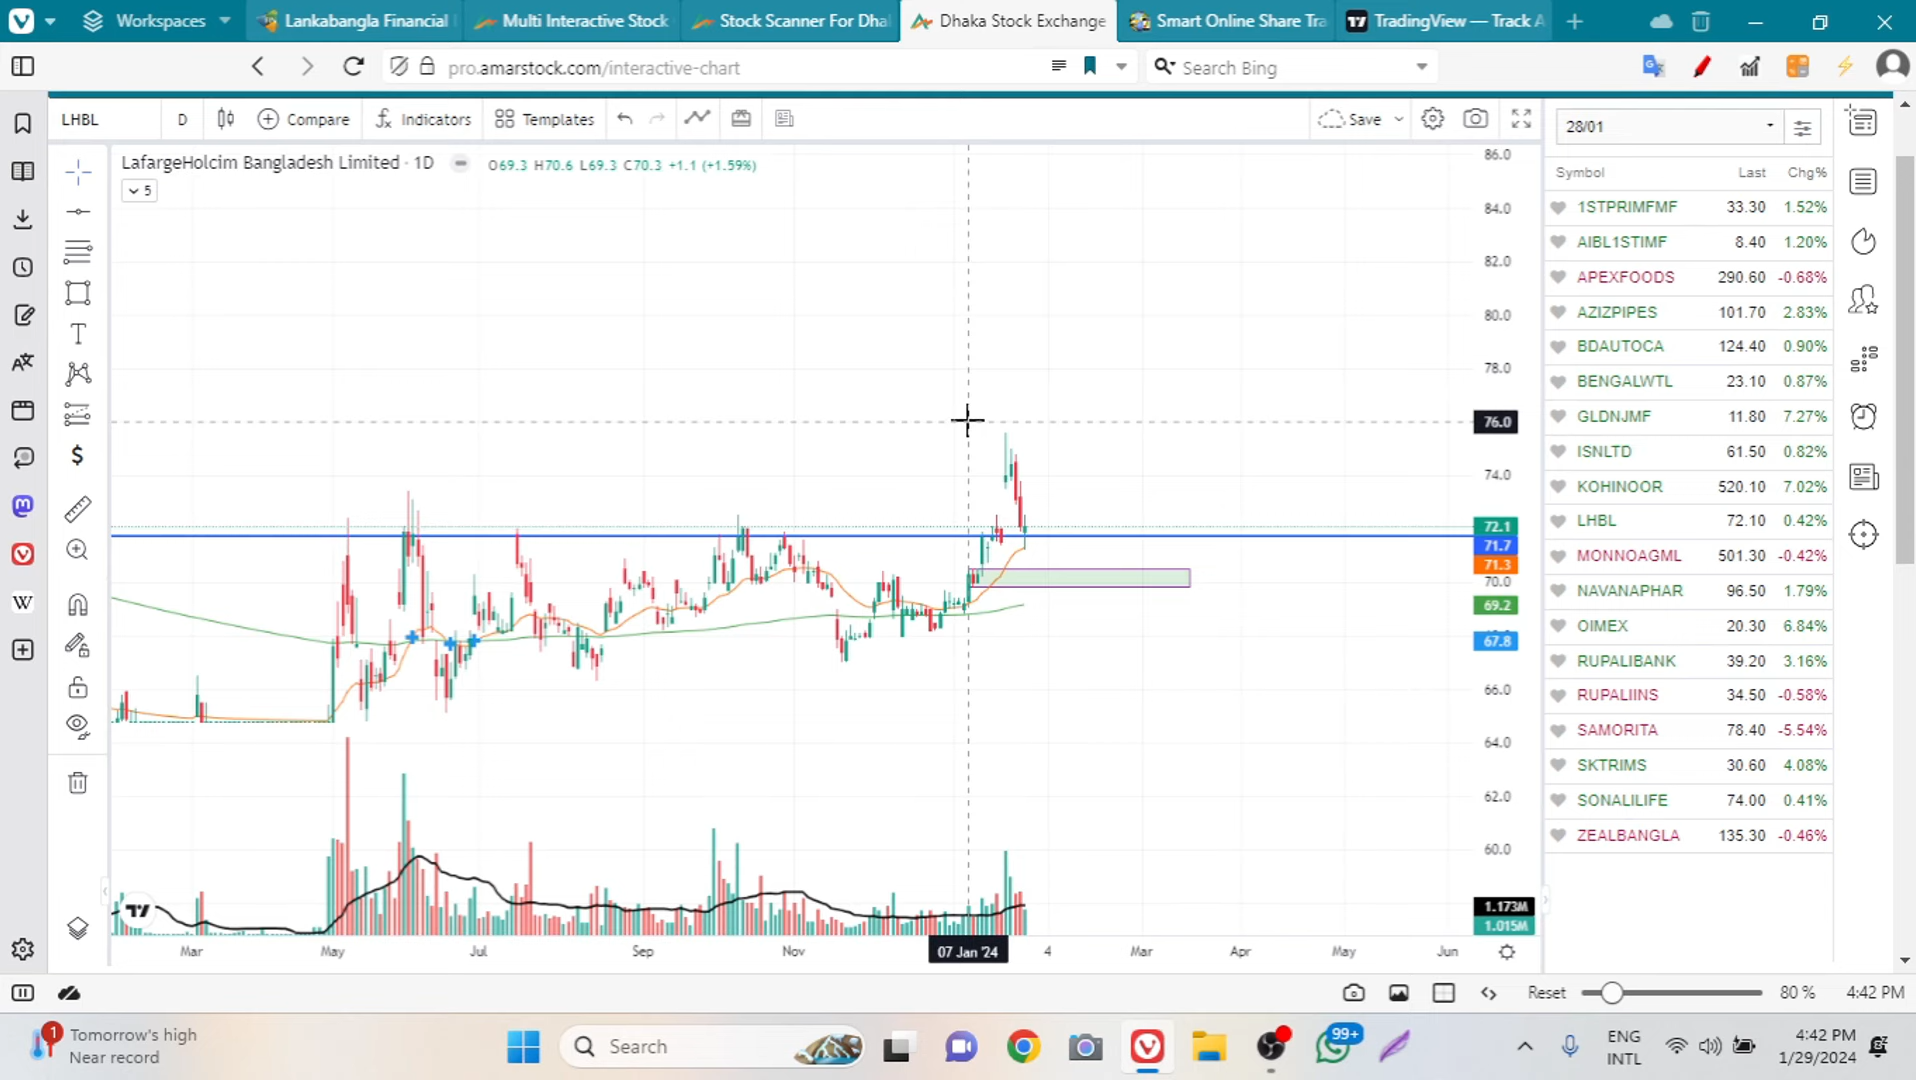 Workspaces
Lankabangla Financial
Multi Interactive Stock
Stock Scanner For Dha
Dhaka Stock Exchange
Smart Online Share Tra
TradingView — Track A
pro.amarstock.com/interactive-chart
Search Bing
LHBL
D
Compare
Indicators
Templates
Save
LafargeHolcim Bangladesh Limited · 1D
O69.3 H70.6 L69.3 C70.3 +1.1 (+1.59%)
5
86.0
84.0
82.0
80.0
78.0
76.0
74.0
72.1
71.7
71.3
70.0
69.2
67.8
66.0
64.0
62.0
60.0
1.173M
1.015M
Mar
May
Jul
Sep
Nov
07 Jan '24
4
Mar
Apr
May
Jun
28/01
Symbol Last Chg%
1STPRIMFMF 33.30 1.52%
AIBL1STIMF 8.40 1.20%
APEXFOODS 290.60 -0.68%
AZIZPIPES 101.70 2.83%
BDAUTOCA 124.40 0.90%
BENGALWTL 23.10 0.87%
GLDNJMF 11.80 7.27%
ISNLTD 61.50 0.82%
KOHINOOR 520.10 7.02%
LHBL 72.10 0.42%
MONNOAGML 501.30 -0.42%
NAVANAPHAR 96.50 1.79%
OIMEX 20.30 6.84%
RUPALIBANK 39.20 3.16%
RUPALIINS 34.50 -0.58%
SAMORITA 78.40 -5.54%
SKTRIMS 30.60 4.08%
SONALILIFE 74.00 0.41%
ZEALBANGLA 135.30 -0.46%
Reset
80 %
4:42 PM
1
Tomorrow's high
Near record
Search
99+
ENG
INTL
4:42 PM
1/29/2024